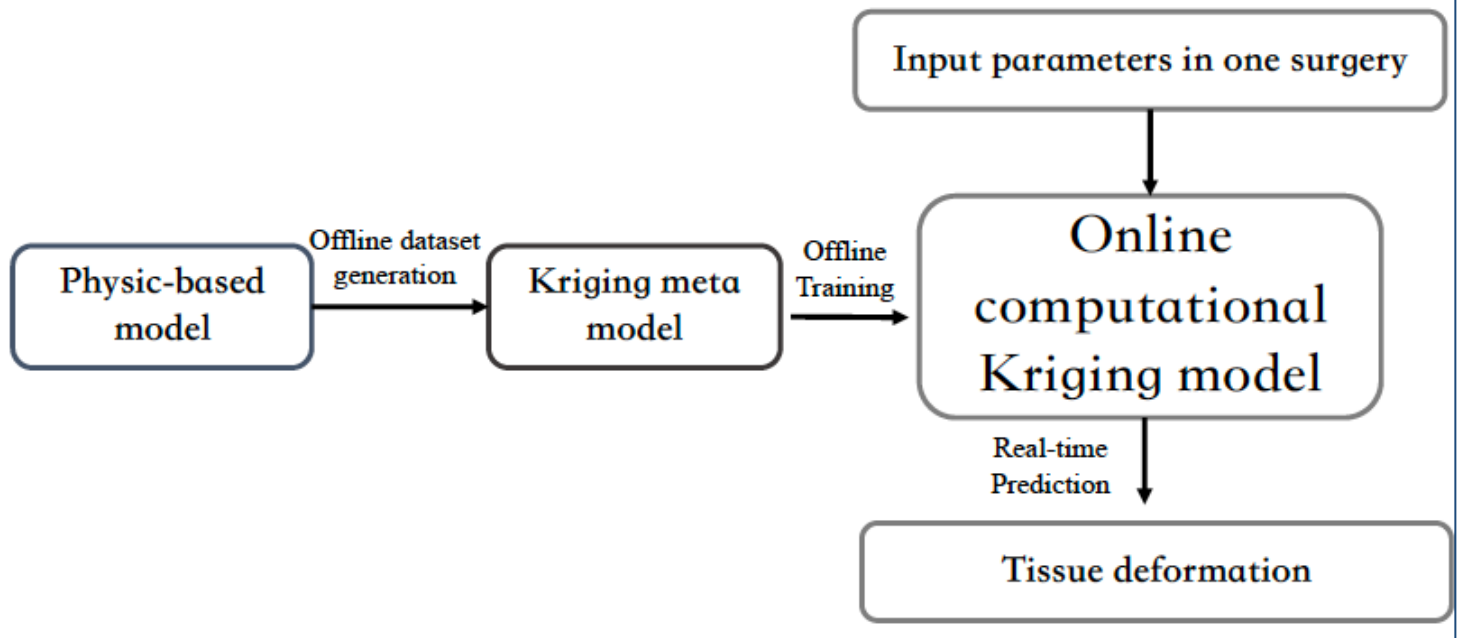 Input parameters in one surgery
Offline dataset
generation
Physic-based
model
Kriging meta
model
Offline
Training
Online
computational
Kriging model
Real-time
Prediction
Tissue deformation